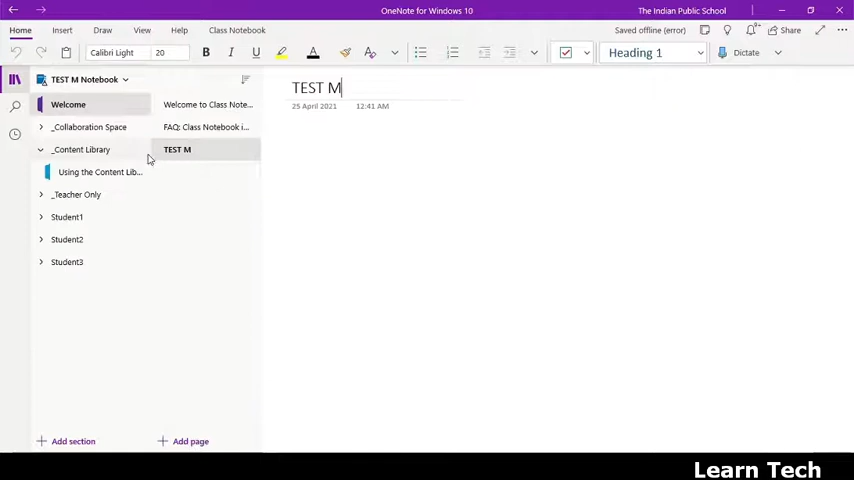 OneNote for Windows 10
The Indian Public School
Home
Insert
Draw
View
Help
Class Notebook
Saved offline (error)
Share
Calibri Light
20
B
I
U
A
Heading 1
Dictate
TEST M Notebook
Welcome
_Collaboration Space
_Content Library
Using the Content Lib...
_Teacher Only
Student1
Student2
Student3
Welcome to Class Note...
FAQ: Class Notebook i...
TEST M
TEST M
25 April 2021 12:41 AM
+ Add section
+ Add page
Learn Tech